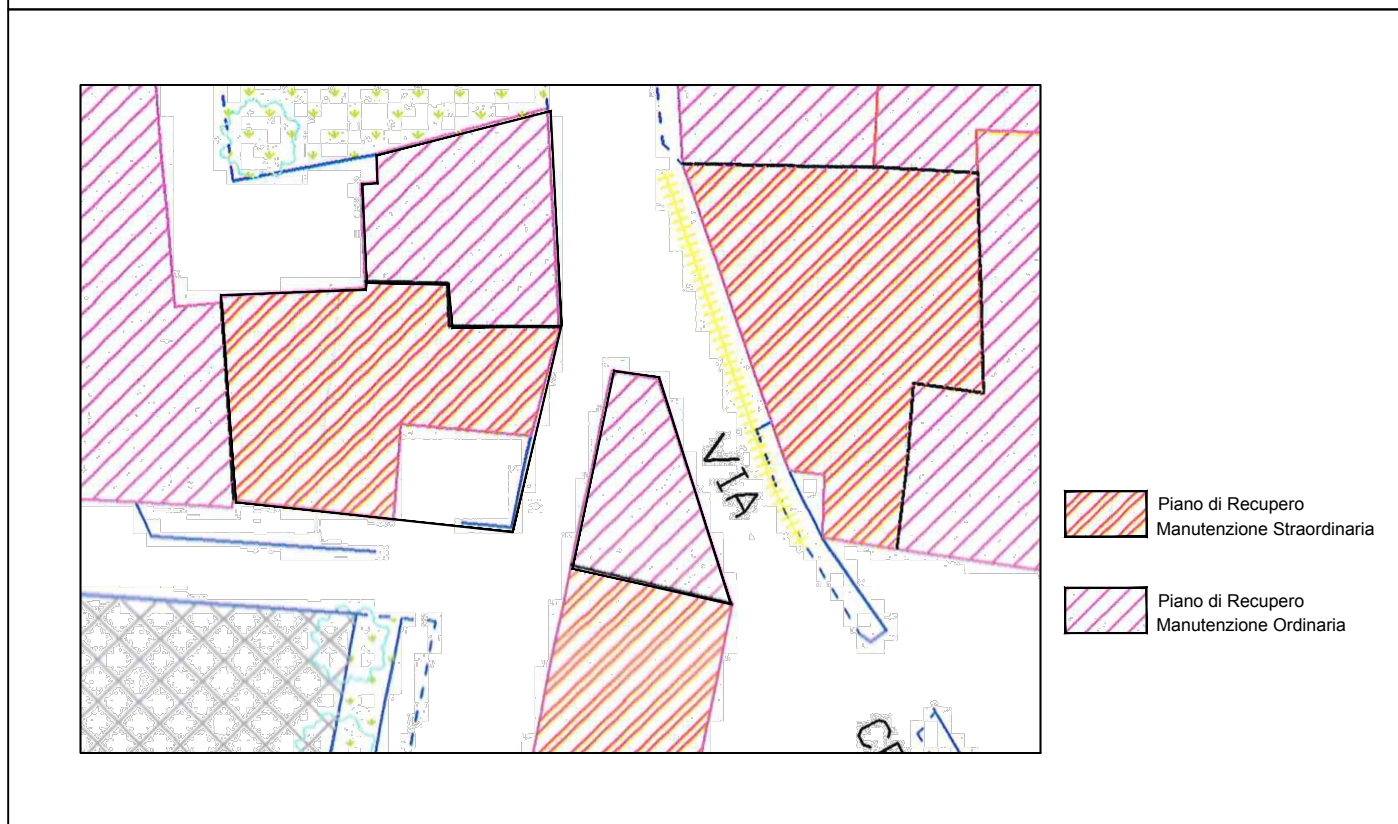 VIA
Piano di Recupero
Manutenzione Straordinaria
Piano di Recupero
Manutenzione Ordinaria